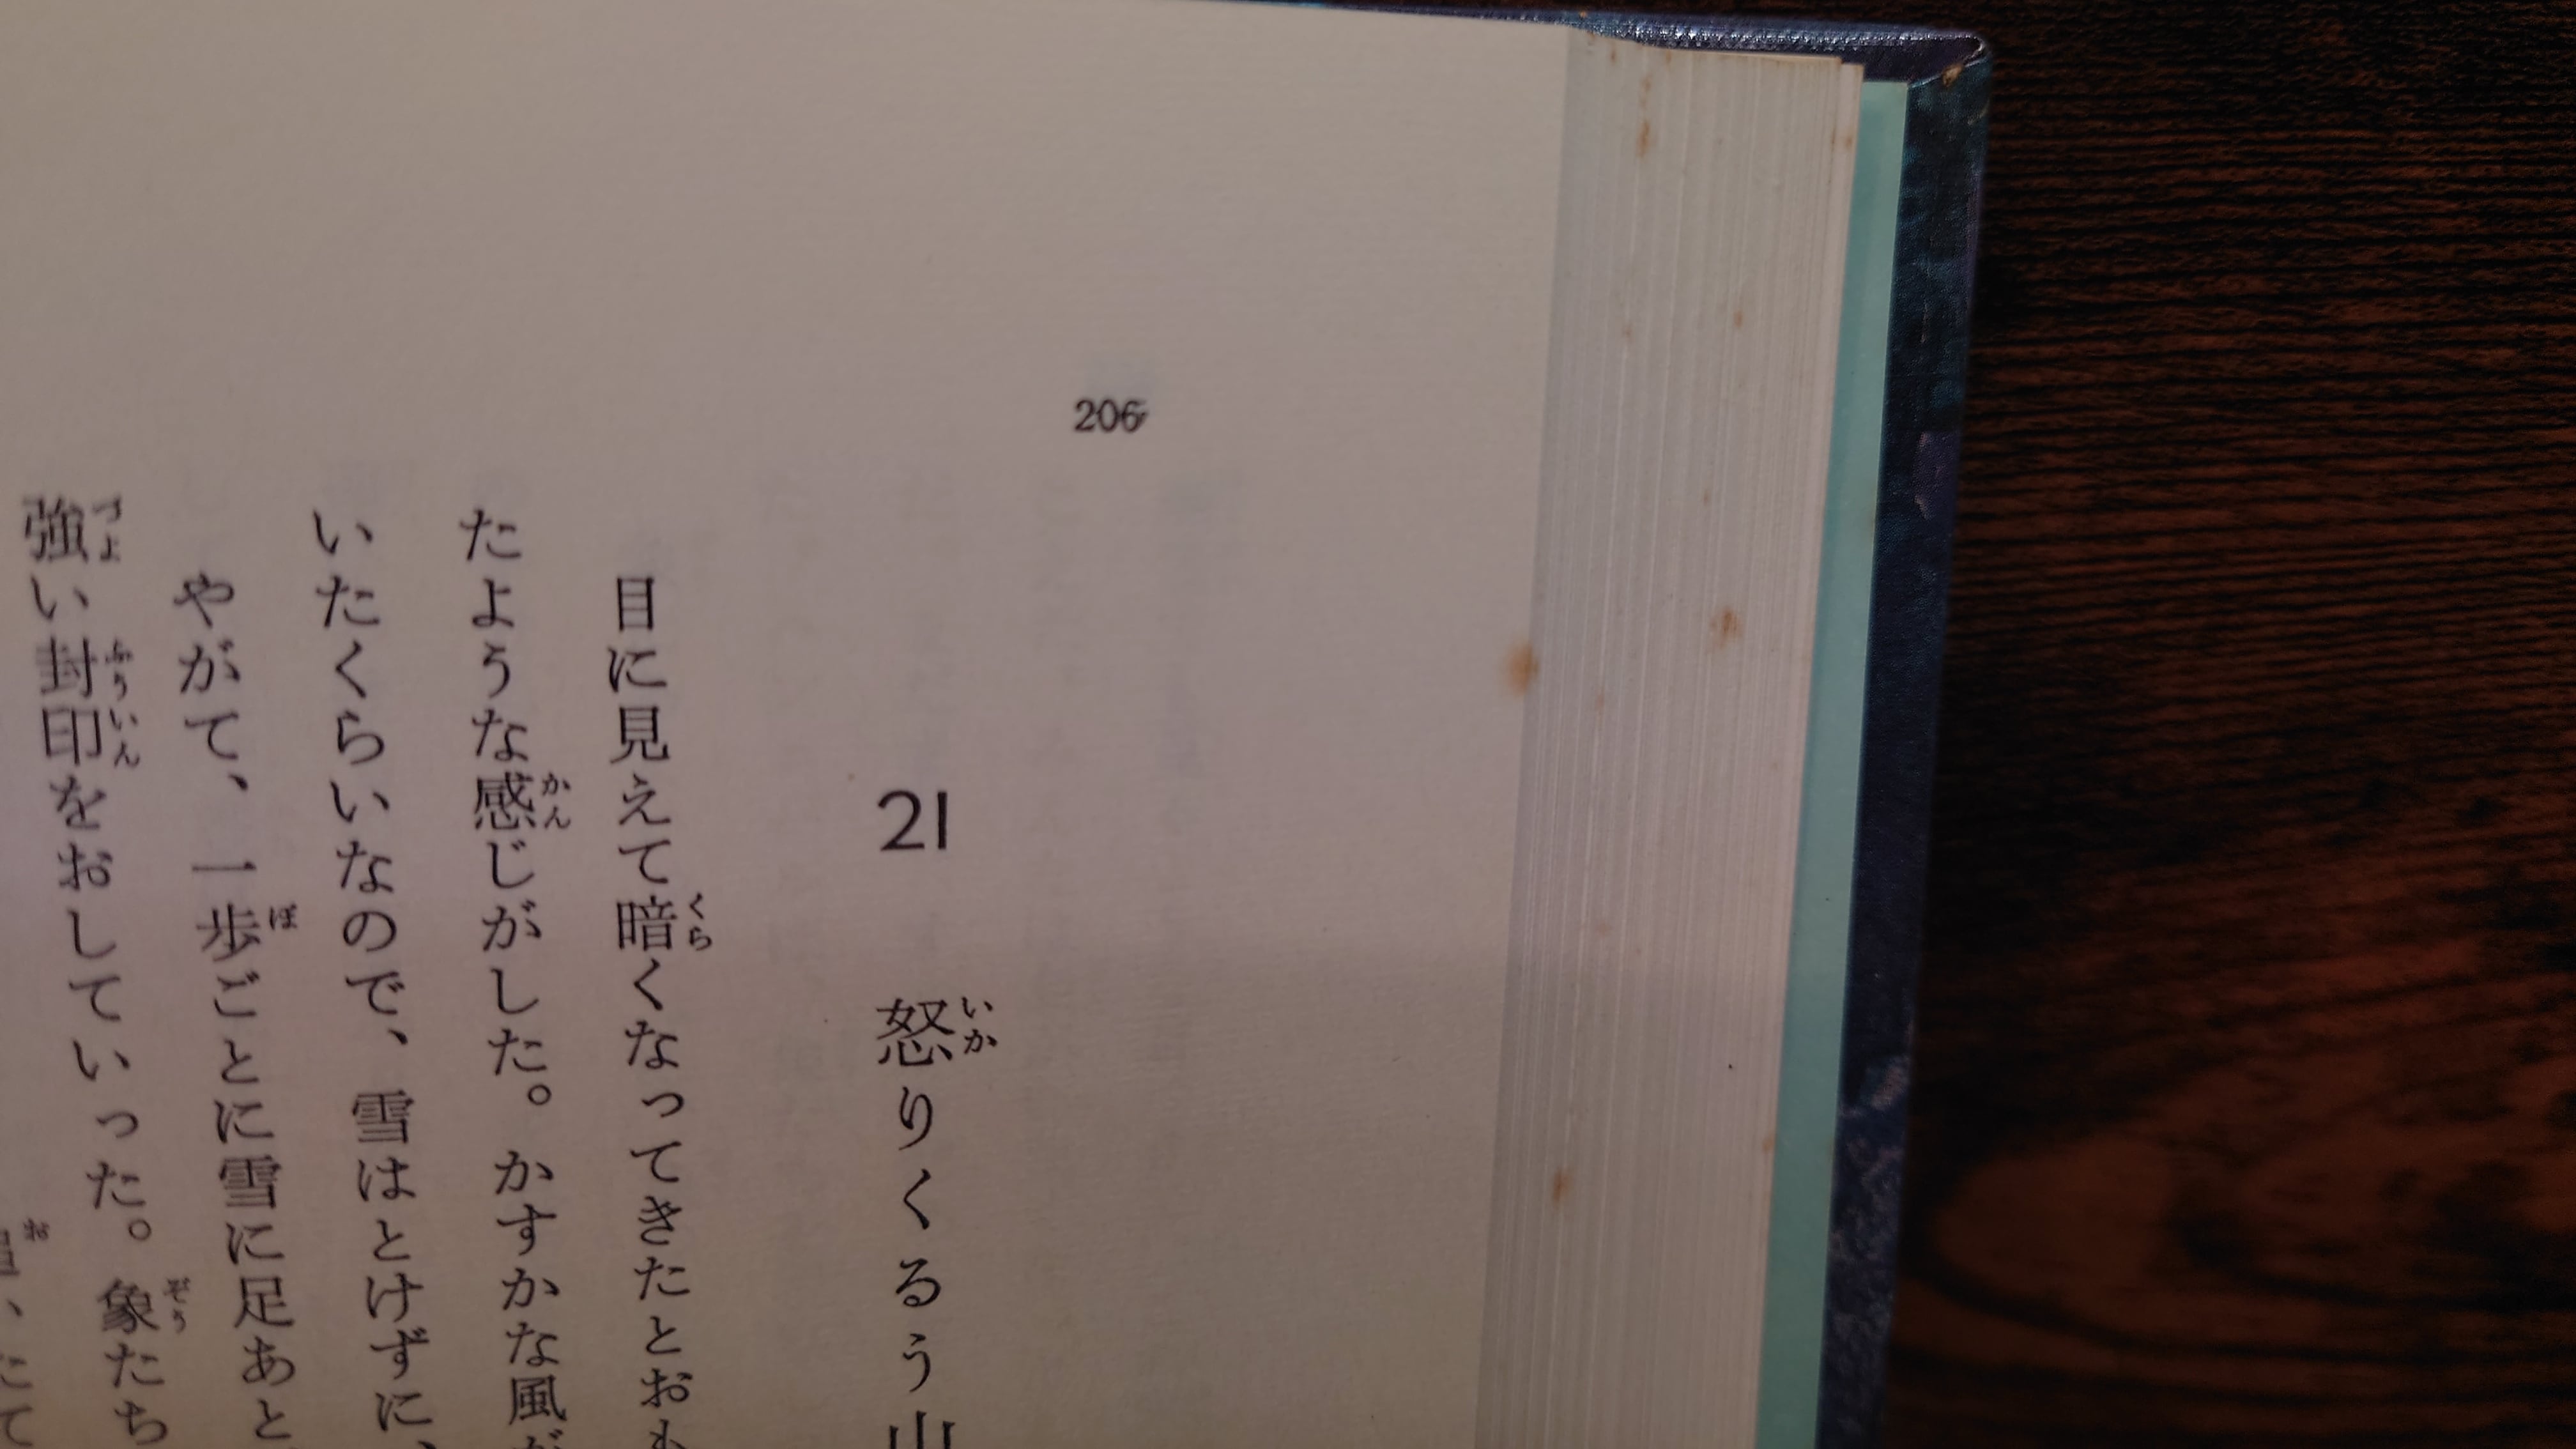 206
21 怒りくるう山
目に見えて暗くなってきたとおも
たような感じがした。かすかな風が
いたくらいなので、雪はとけずに、
やがて、一歩ごとに雪に足あと
強い封印をおしていった。象たち